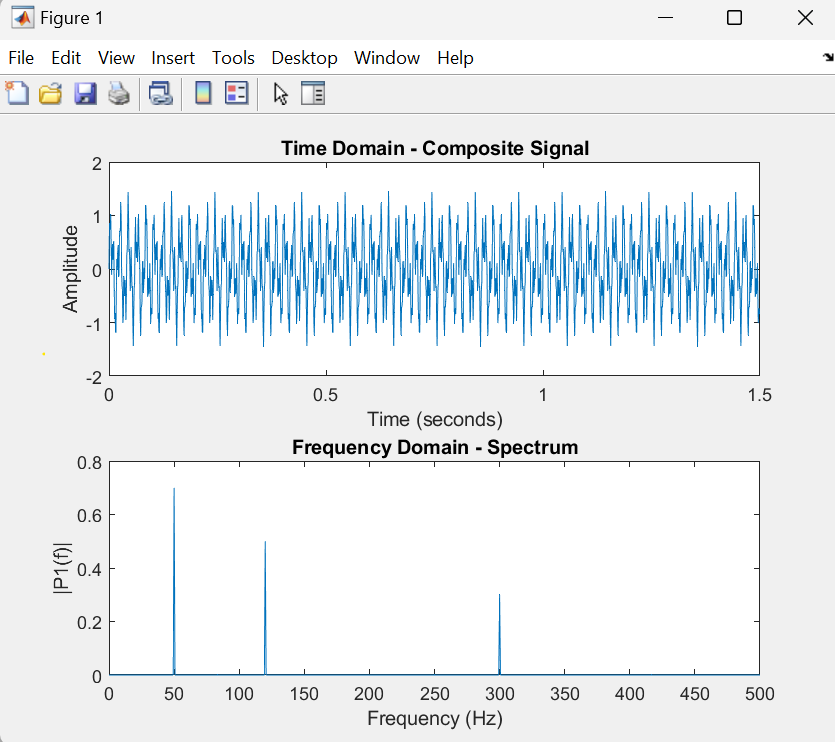 Figure 1
File Edit View Insert Tools Desktop Window Help
Time Domain - Composite Signal
2
1
0
-1
-2
Amplitude
0 0.5 1 1.5
Time (seconds)
Frequency Domain - Spectrum
0.8
0.6
0.4
0.2
0
|P1(f)|
0 50 100 150 200 250 300 350 400 450 500
Frequency (Hz)